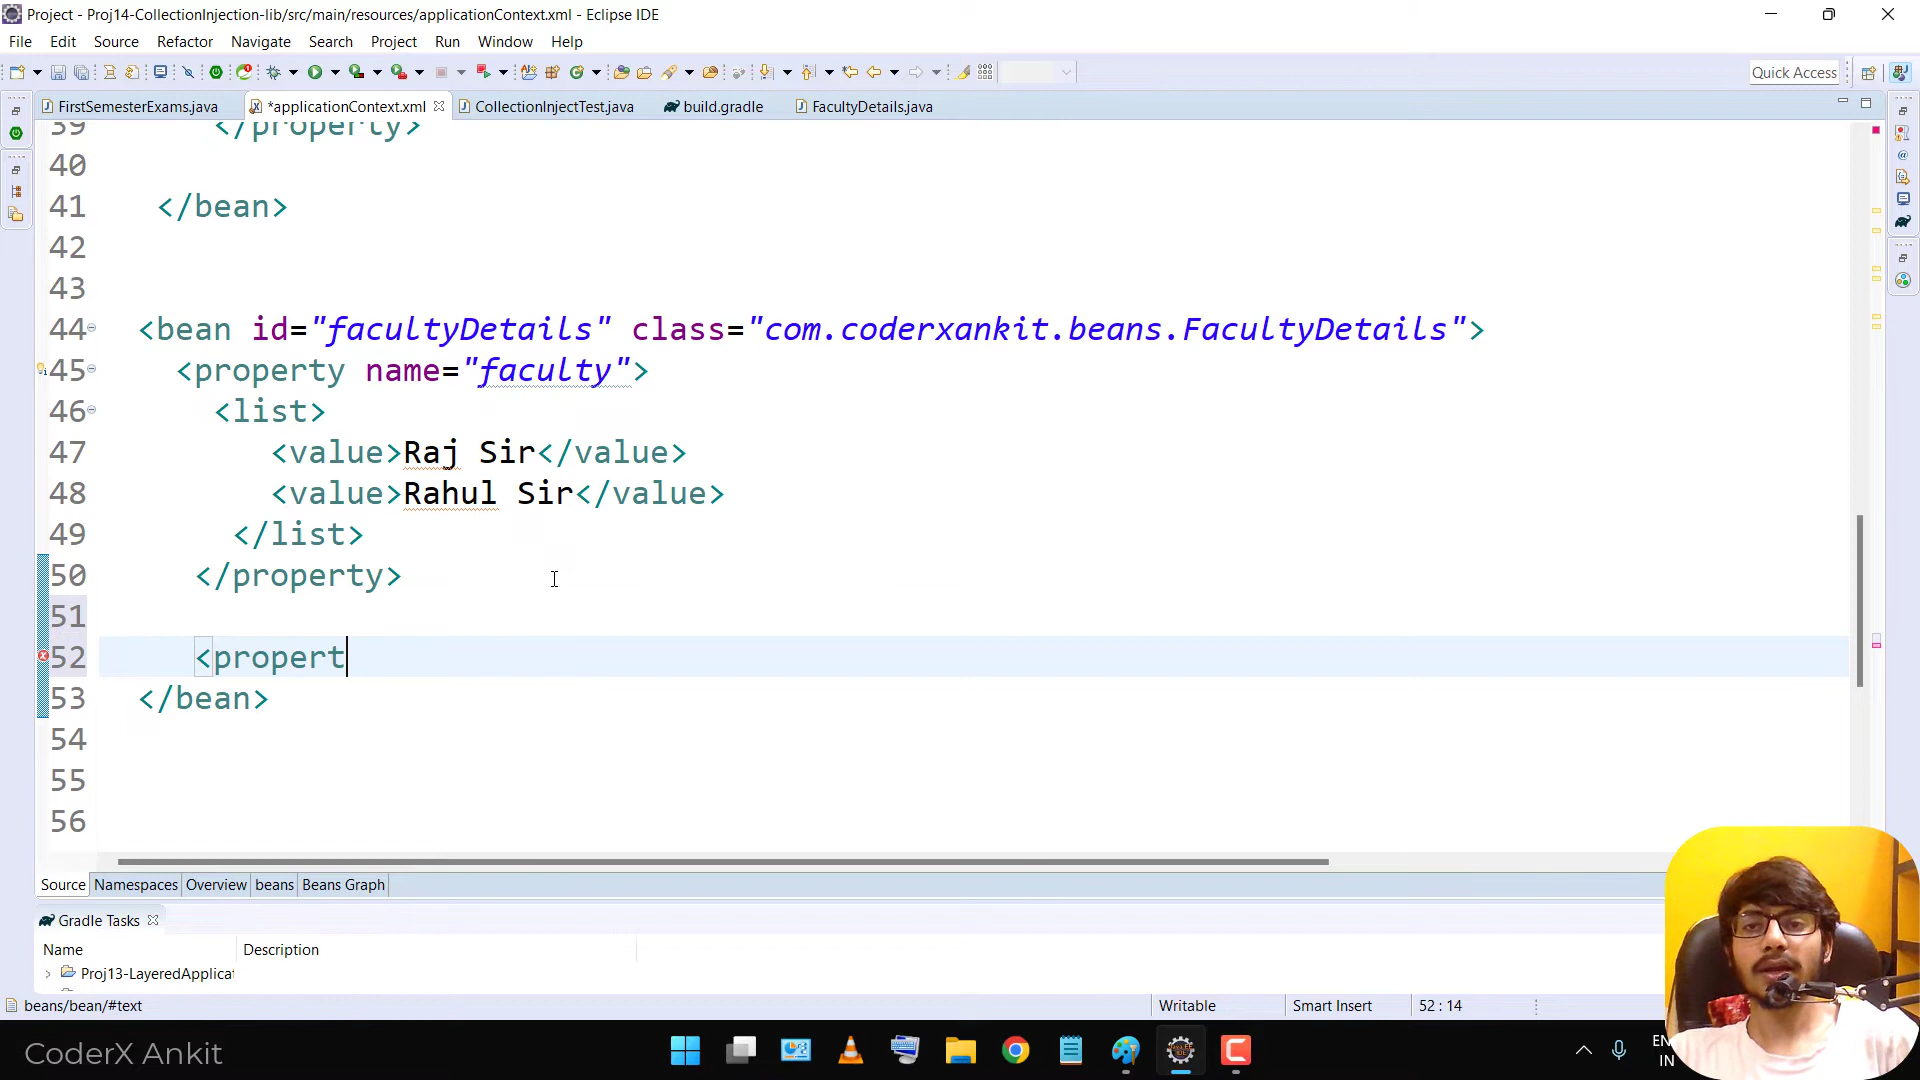 Project - Proj14-CollectionInjection-lib/src/main/resources/applicationContext.xml - Eclipse IDE
File Edit Source Refactor Navigate Search Project Run Window Help
Quick Access
FirstSemesterExams.java *applicationContext.xml CollectionInjectTest.java build.gradle FacultyDetails.java
39 </property>
40
41 </bean>
42
43
44 <bean id="facultyDetails" class="com.coderxankit.beans.FacultyDetails">
45 <property name="faculty">
46 <list>
47 <value>Raj Sir</value>
48 <value>Rahul Sir</value>
49 </list>
50 </property>
51
52 <propert
53 </bean>
54
55
56
Source Namespaces Overview beans Beans Graph
Gradle Tasks
Name Description
Proj13-LayeredApplicat
beans/bean/#text Writable Smart Insert 52 : 14
CoderX Ankit
IN